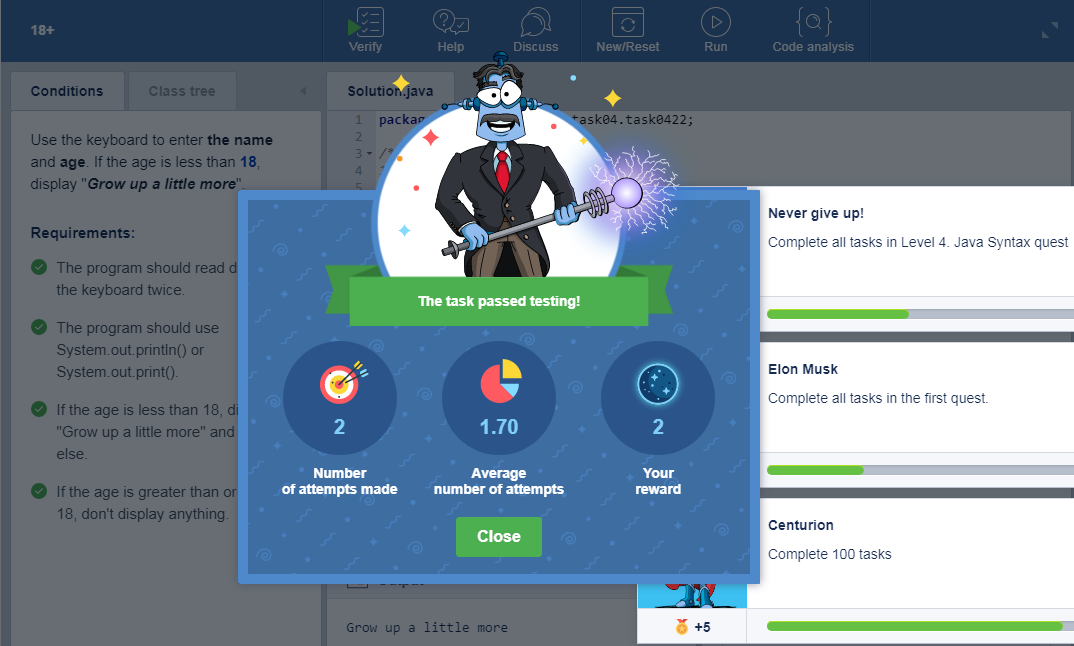 18+
Verify
Help
Discuss
New/Reset
Run
Code analysis
Conditions
Class tree
Solution.java
Use the keyboard to enter the name
and age. If the age is less than 18,
display "Grow up a little more".
Requirements:
The program should read d
the keyboard twice.
The program should use
System.out.println() or
System.out.print().
If the age is less than 18, di
"Grow up a little more" and
else.
If the age is greater than or
18, don't display anything.
1 packag task04.task0422;
2
3 /*
4
5
The task passed testing!
2
Number
of attempts made
1.70
Average
number of attempts
2
Your
reward
Close
Never give up!
Complete all tasks in Level 4. Java Syntax quest
Elon Musk
Complete all tasks in the first quest.
Centurion
Complete 100 tasks
+5
Grow up a little more